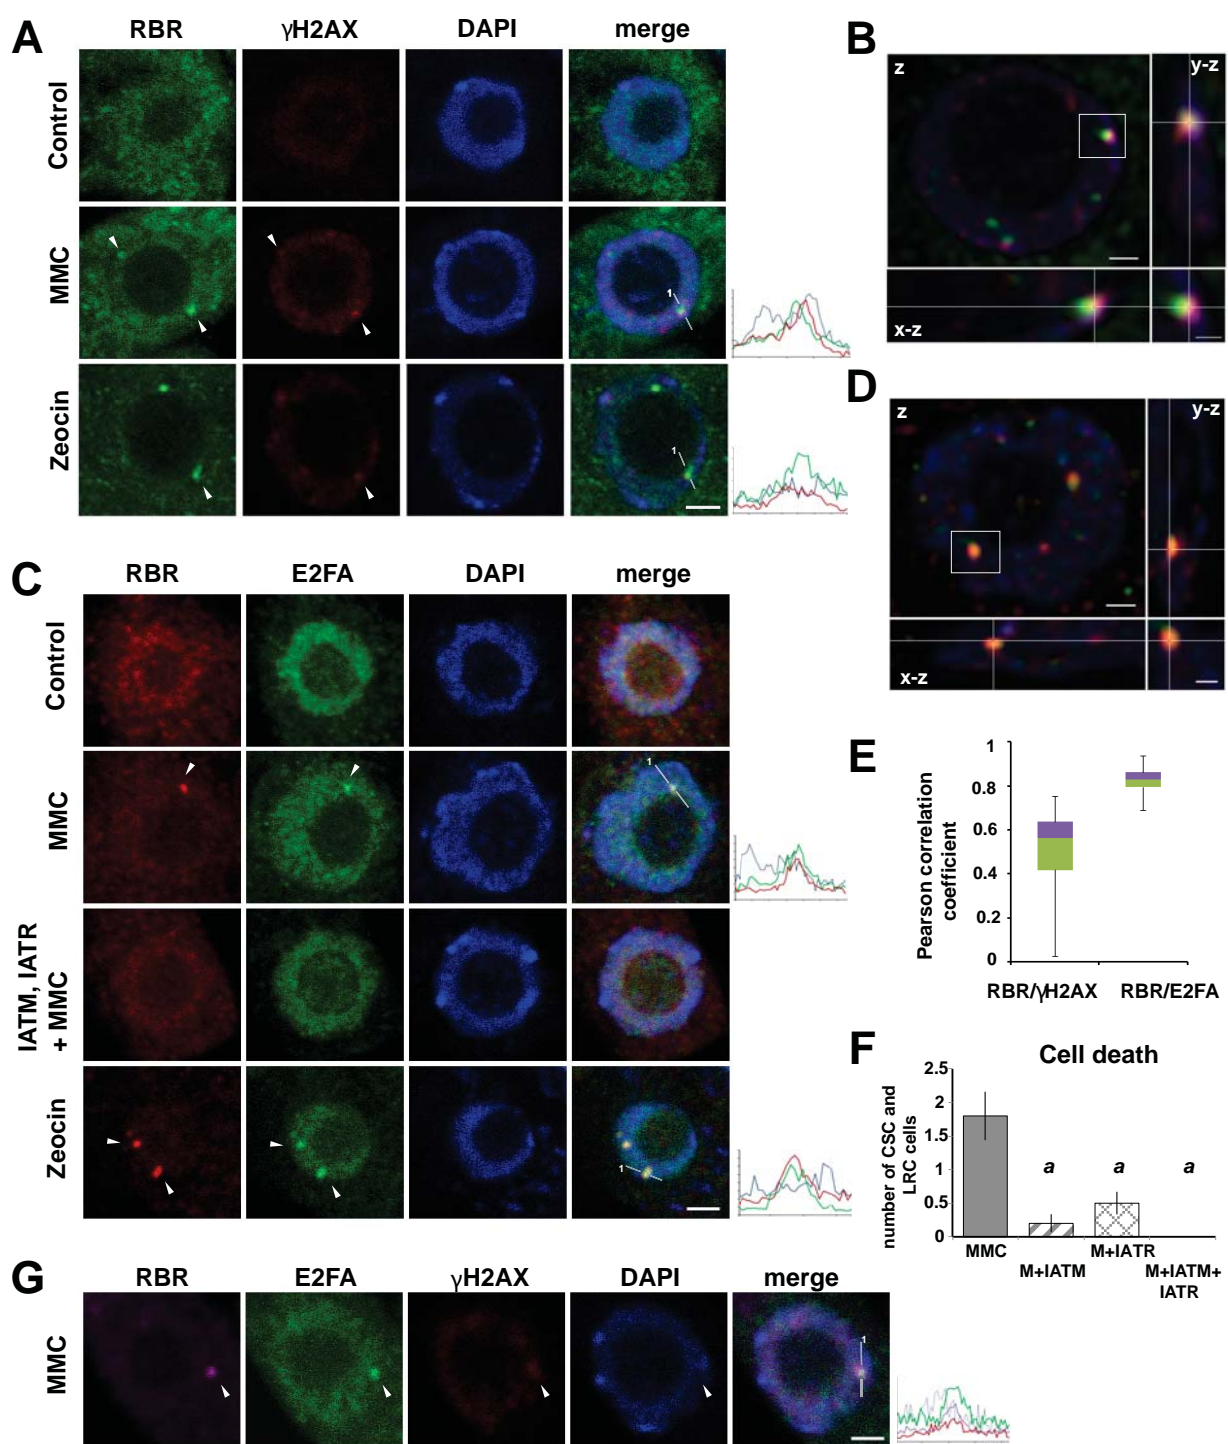 A
RBR
γH2AX
DAPI
merge
Control
MMC
1
Zeocin
1
B
z
y-z
x-z
D
z
y-z
x-z
C
RBR
E2FA
DAPI
merge
Control
MMC
1
IATM, IATR
+ MMC
Zeocin
1
E
Pearson correlation
coefficient
1
0.8
0.6
0.4
0.2
0
RBR/γH2AX
RBR/E2FA
F
Cell death
number of CSC and
LRC cells
2.5
2
1.5
1
0.5
0
a
a
a
MMC
M+IATM
M+IATR
M+IATM+
IATR
G
RBR
E2FA
γH2AX
DAPI
merge
MMC
1